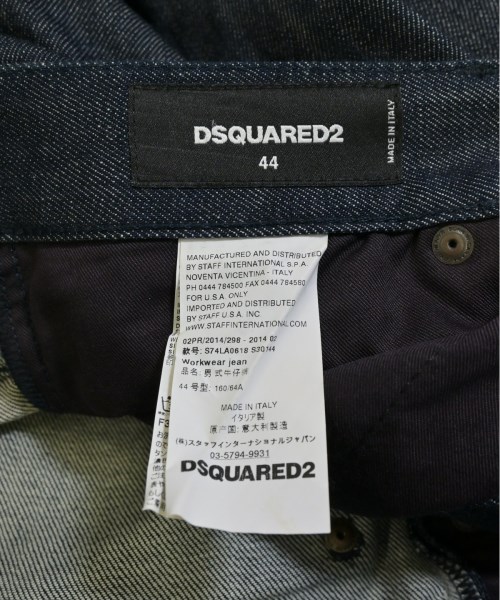 DSQUARED2
44
MADE IN ITALY
MANUFACTURED AND DISTRIBUTED
BY STAFF INTERNATIONAL S.P.A.
NOVENTA VICENTINA - ITALY
PH 0444 784500 FAX 0444 784560
FOR U.S.A. ONLY
IMPORTED AND DISTRIBUTED
BY STAFF U.S.A. INC
WWW.STAFFINTERNATIONAL.COM
02PR/2014/298 - 2014 02
款号: S74LA0618 S30144
Workwear jean
品名: 男式牛仔裤
44 号型: 160/64A
MADE IN ITALY
イタリア製
原产国: 意大利製造
(株)スタッフインターナショナルジャパン
03-5794-9931
DSQUARED2